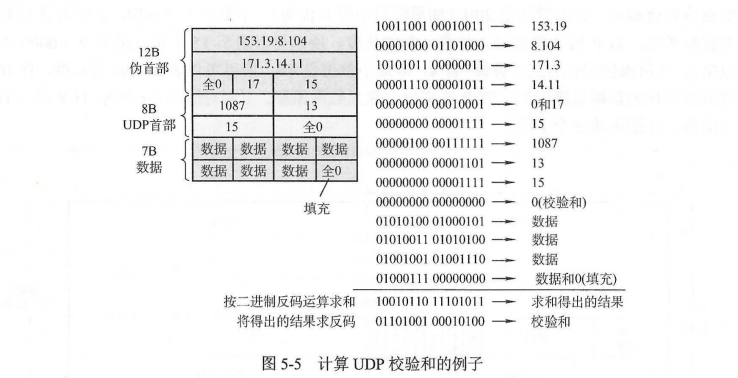 12B
伪首部
153.19.8.104
171.3.14.11
全0 17 15
8B
UDP首部
1087 13
15 全0
7B
数据
数据 数据 数据 数据
数据 数据 数据 全0
填充
10011001 00010011 → 153.19
00001000 01101000 → 8.104
10101011 00000011 → 171.3
00001110 00001011 → 14.11
00000000 00010001 → 0和17
00000000 00001111 → 15
00000100 00111111 → 1087
00000000 00001101 → 13
00000000 00001111 → 15
00000000 00000000 → 0(校验和)
01010100 01000101 → 数据
01010011 01010100 → 数据
01001001 01001110 → 数据
01000111 00000000 → 数据和0(填充)
按二进制反码运算求和 10010110 11101011 → 求和得出的结果
将得出的结果求反码 01101001 00010100 → 校验和
图 5-5 计算 UDP 校验和的例子